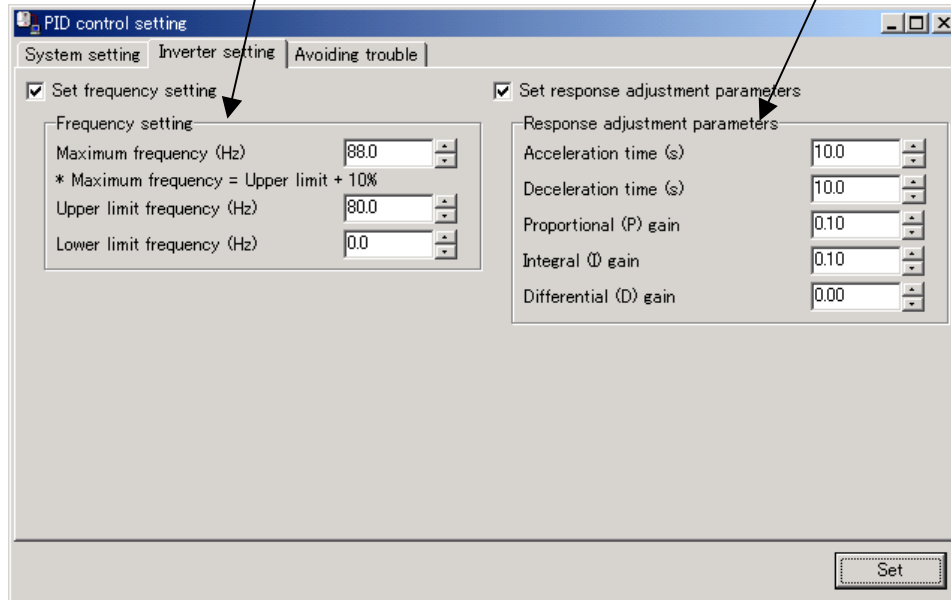 PID control setting
System setting Inverter setting Avoiding trouble
Set frequency setting
Frequency setting
Maximum frequency (Hz) 88.0
* Maximum frequency = Upper limit + 10%
Upper limit frequency (Hz) 80.0
Lower limit frequency (Hz) 0.0
Set response adjustment parameters
Response adjustment parameters
Acceleration time (s) 10.0
Deceleration time (s) 10.0
Proportional (P) gain 0.10
Integral (I) gain 0.10
Differential (D) gain 0.00
Set